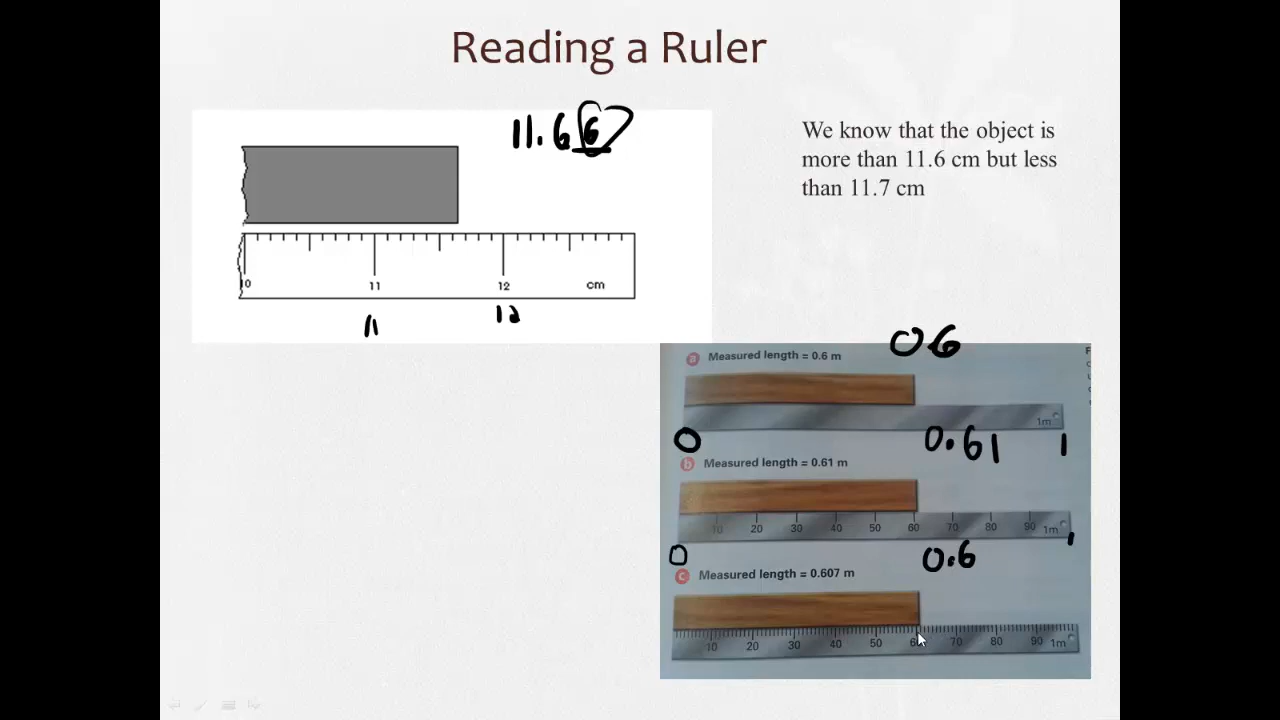 Reading a Ruler
11.66
We know that the object is
more than 11.6 cm but less
than 11.7 cm
0 11 12 cm
11 12
0.6
a Measured length = 0.6 m
1m
0 0.61 1
b Measured length = 0.61 m
10 20 30 40 50 60 70 80 90 1m
0 0.6 1
c Measured length = 0.607 m
10 20 30 40 50 60 70 80 90 1m